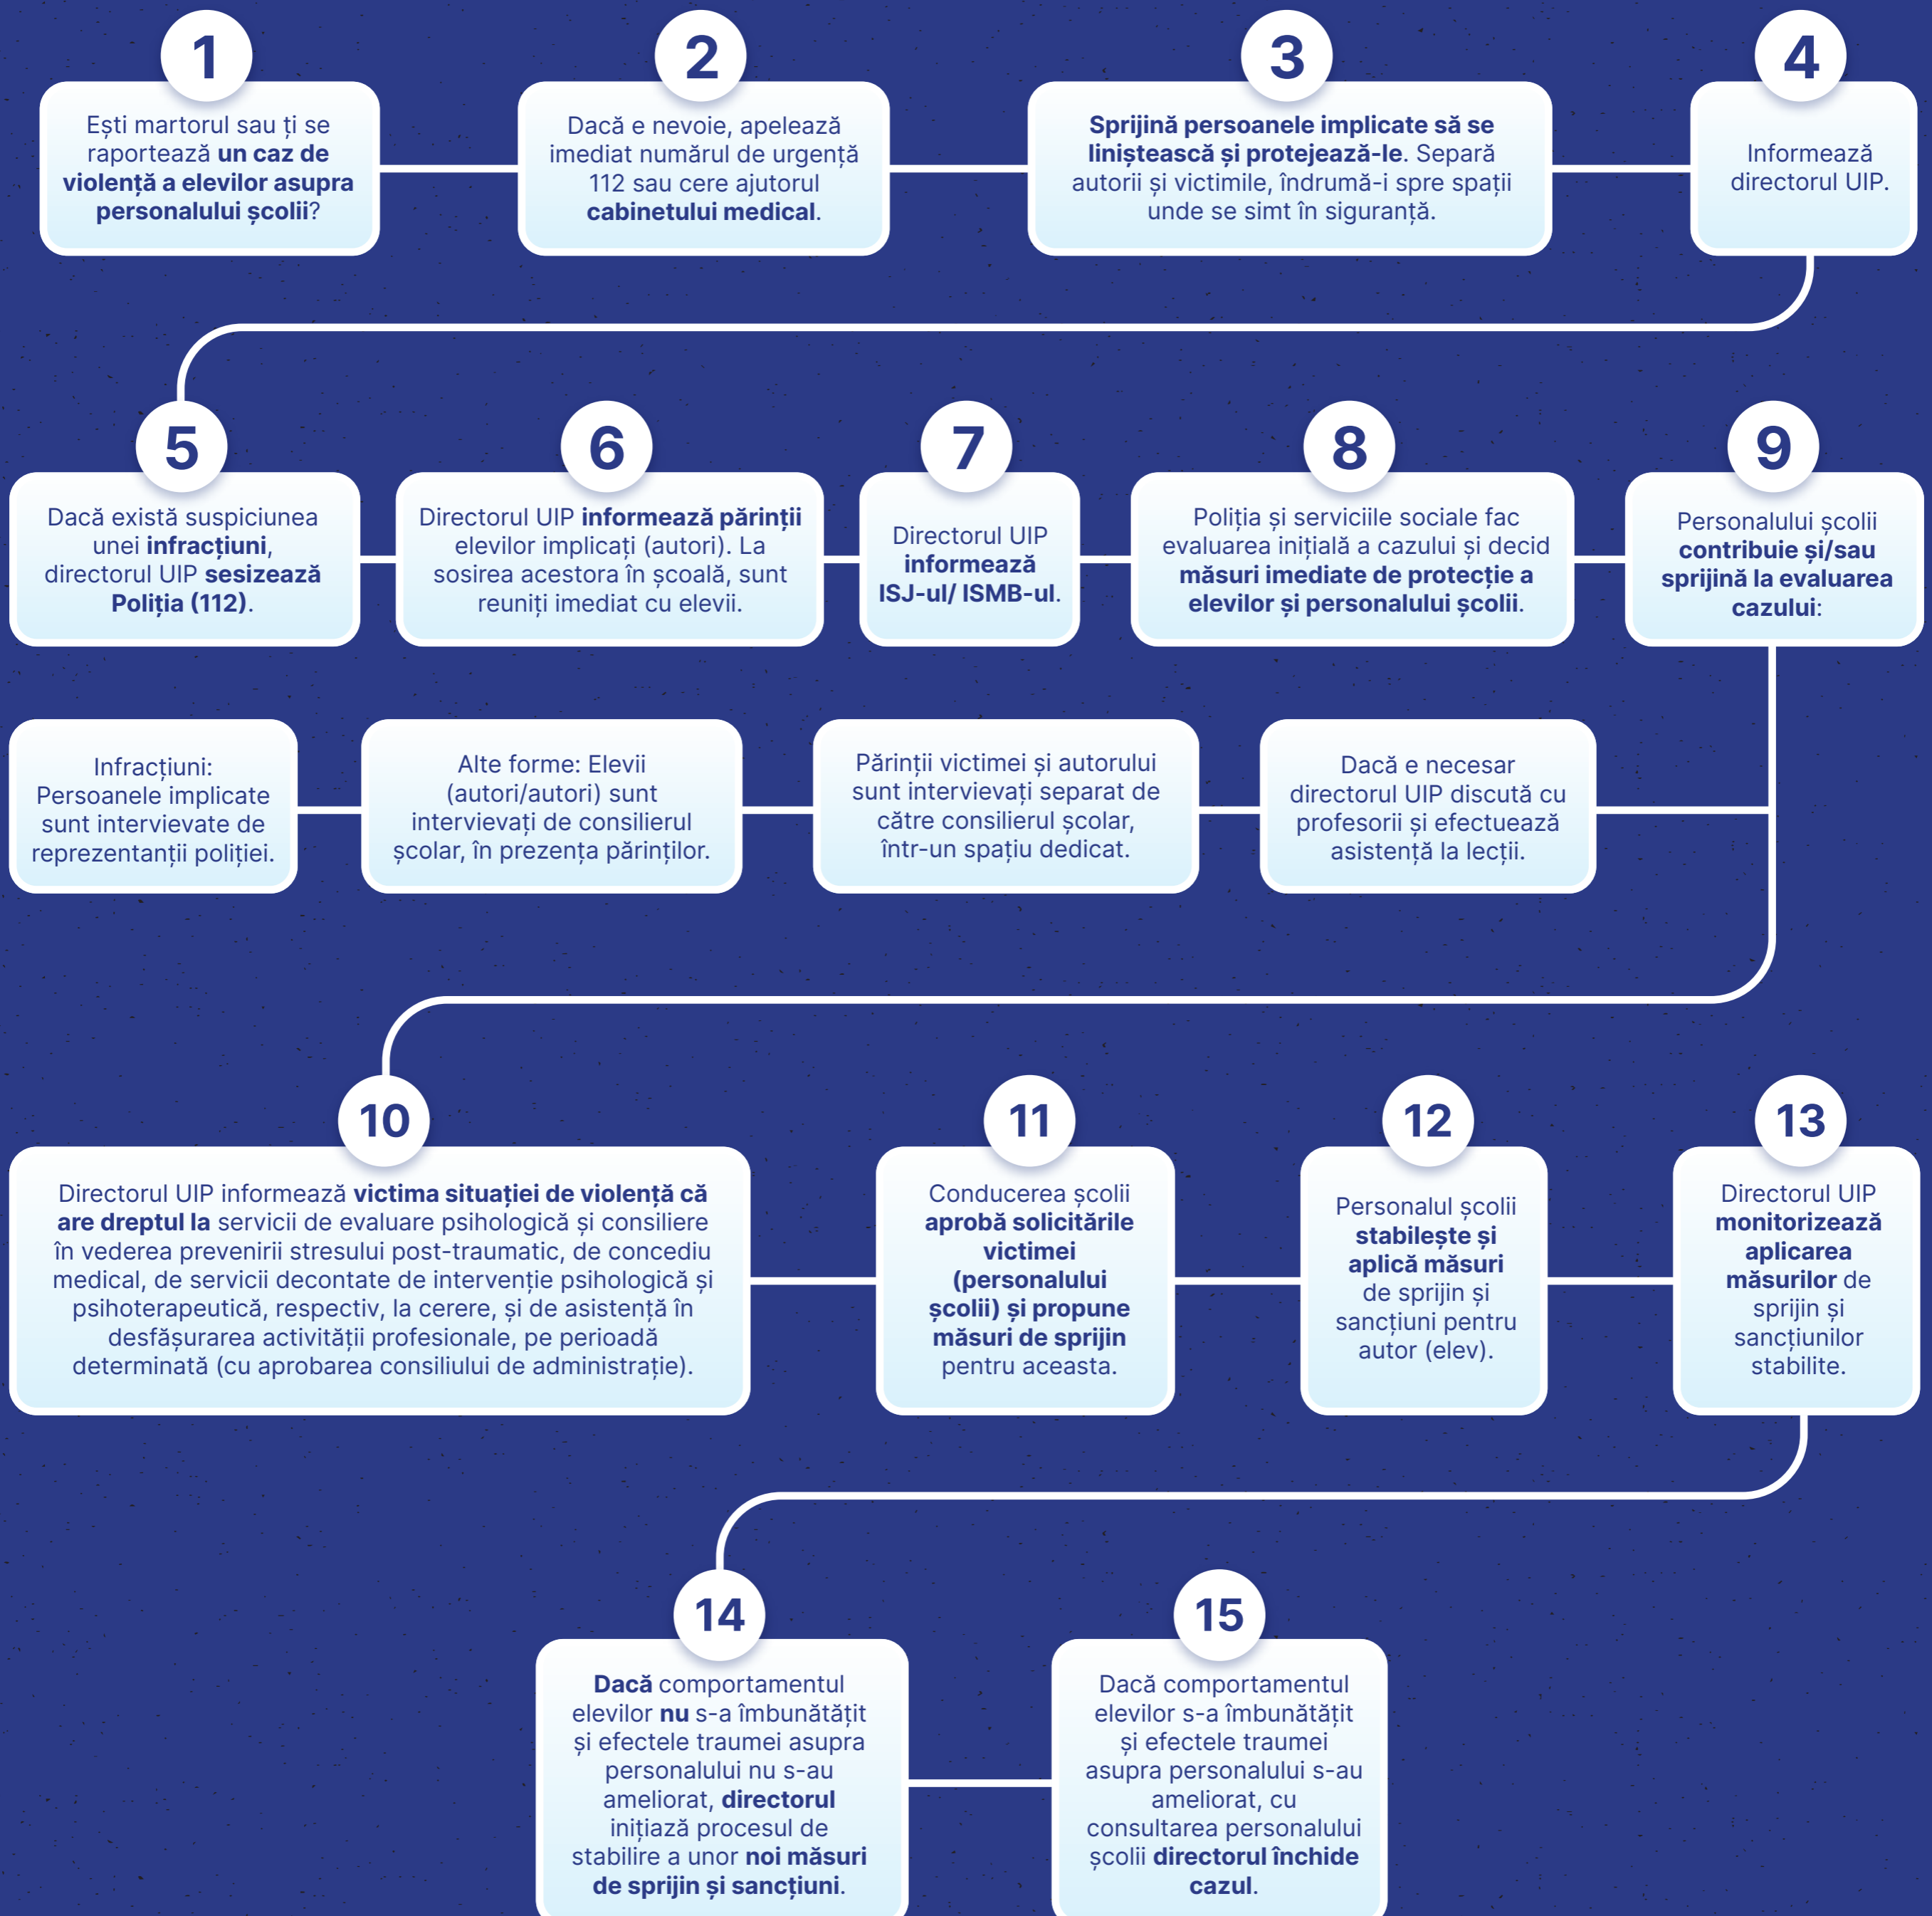 1
Ești martorul sau ți se
raportează un caz de
violență a elevilor asupra
personalului școlii?
2
Dacă e nevoie, apelează
imediat numărul de urgență
112 sau cere ajutorul
cabinetului medical.
3
Sprijină persoanele implicate să se
liniștească și protejează-le. Separă
autorii și victimile, îndrumă-i spre spații
unde se simt în siguranță.
4
Informează
directorul UIP.
5
Dacă există suspiciunea
unei infracțiuni,
directorul UIP sesizează
Poliția (112).
6
Directorul UIP informează părinții
elevilor implicați (autori). La
sosirea acestora în școală, sunt
reuniți imediat cu elevii.
7
Directorul UIP
informează
ISJ-ul/ ISMB-ul.
8
Poliția și serviciile sociale fac
evaluarea inițială a cazului și decid
măsuri imediate de protecție a
elevilor și personalului școlii.
9
Personalului școlii
contribuie și/sau
sprijină la evaluarea
cazului:
Infracțiuni:
Persoanele implicate
sunt intervievate de
reprezentanții poliției.
Alte forme: Elevii
(autori/autori) sunt
intervievați de consilierul
școlar, în prezența părinților.
Părinții victimei și autorului
sunt intervievați separat de
către consilierul școlar,
într-un spațiu dedicat.
Dacă e necesar
directorul UIP discută cu
profesorii și efectuează
asistență la lecții.
10
Directorul UIP informează victima situației de violență că
are dreptul la servicii de evaluare psihologică și consiliere
în vederea prevenirii stresului post-traumatic, de concediu
medical, de servicii decontate de intervenție psihologică și
psihoterapeutică, respectiv, la cerere, și de asistență în
desfășurarea activității profesionale, pe perioadă
determinată (cu aprobarea consiliului de administrație).
11
Conducerea școlii
aprobă solicitările
victimei
(personalului
școlii) și propune
măsuri de sprijin
pentru aceasta.
12
Personalul școlii
stabilește și
aplică măsuri
de sprijin și
sancțiuni pentru
autor (elev).
13
Directorul UIP
monitorizează
aplicarea
măsurilor de
sprijin și
sancțiunilor
stabilite.
14
Dacă comportamentul
elevilor nu s-a îmbunătățit
și efectele traumei asupra
personalului nu s-au
ameliorat, directorul
inițiază procesul de
stabilire a unor noi măsuri
de sprijin și sancțiuni.
15
Dacă comportamentul
elevilor s-a îmbunătățit
și efectele traumei
asupra personalului s-au
ameliorat, cu
consultarea personalului
școlii directorul închide
cazul.